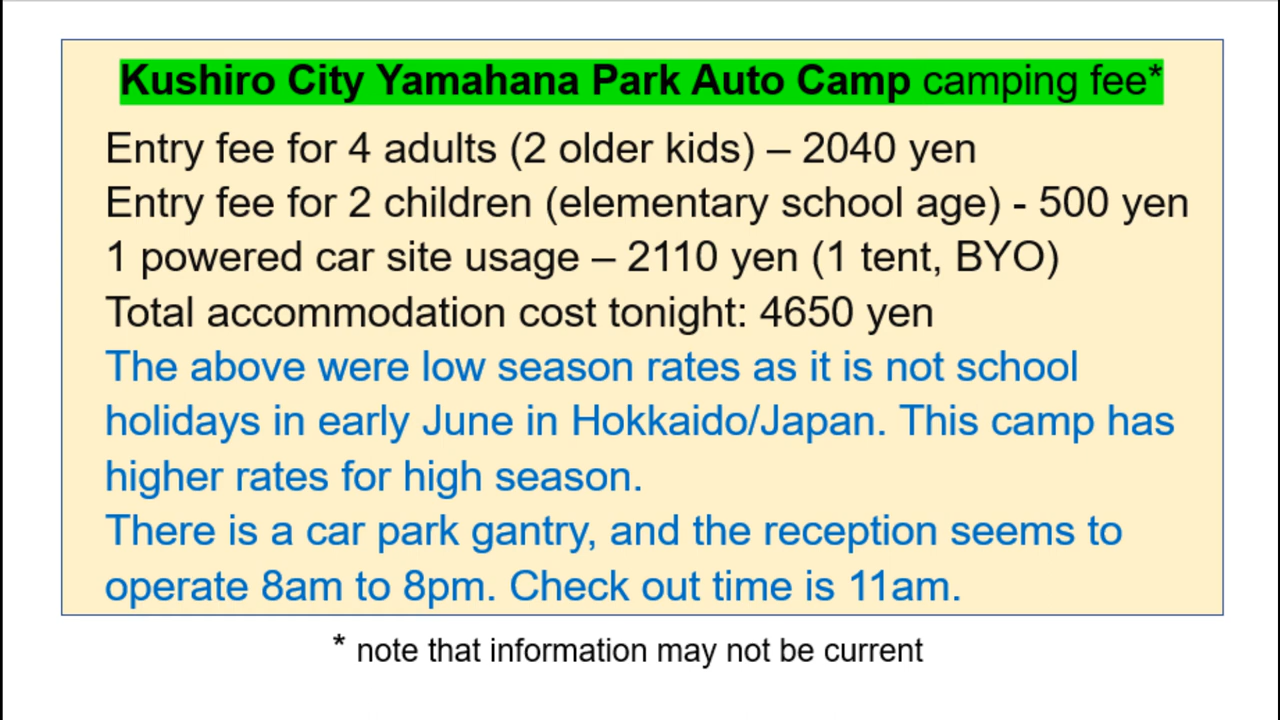 Kushiro City Yamahana Park Auto Camp camping fee*
Entry fee for 4 adults (2 older kids) – 2040 yen
Entry fee for 2 children (elementary school age) - 500 yen
1 powered car site usage – 2110 yen (1 tent, BYO)
Total accommodation cost tonight: 4650 yen
The above were low season rates as it is not school
holidays in early June in Hokkaido/Japan. This camp has
higher rates for high season.
There is a car park gantry, and the reception seems to
operate 8am to 8pm. Check out time is 11am.
* note that information may not be current